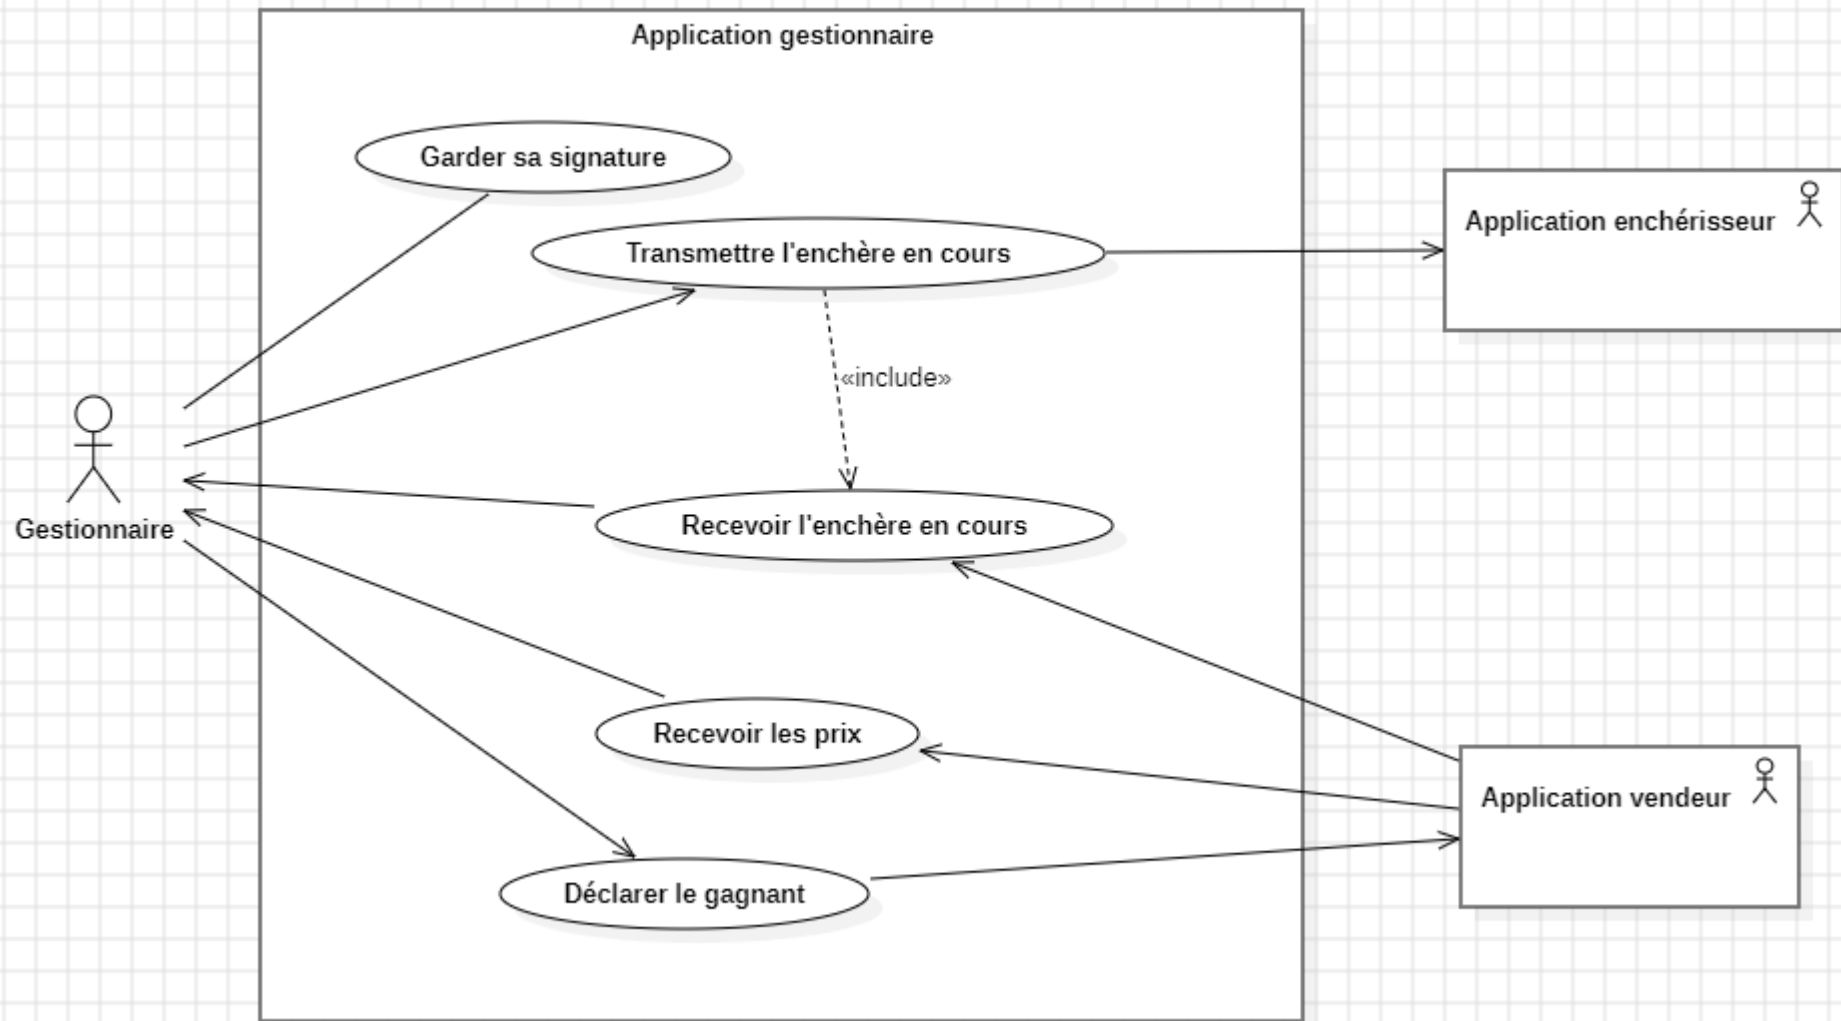 Application gestionnaire
Garder sa signature
Transmettre l'enchère en cours
Application enchérisseur
«include»
Gestionnaire
Recevoir l'enchère en cours
Recevoir les prix
Application vendeur
Déclarer le gagnant